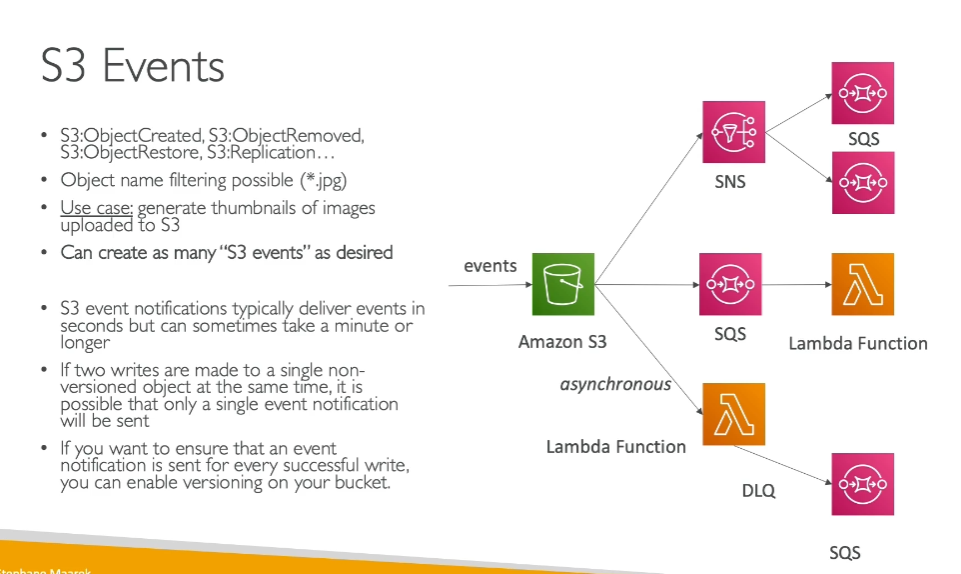 S3 Events
• S3:ObjectCreated, S3:ObjectRemoved,
S3:ObjectRestore, S3:Replication…
• Object name filtering possible (*.jpg)
• Use case: generate thumbnails of images
uploaded to S3
• Can create as many “S3 events” as desired
• S3 event notifications typically deliver events in
seconds but can sometimes take a minute or
longer
• If two writes are made to a single non-
versioned object at the same time, it is
possible that only a single event notification
will be sent
• If you want to ensure that an event
notification is sent for every successful write,
you can enable versioning on your bucket.
events
Amazon S3
SNS
SQS
SQS
Lambda Function
asynchronous
Lambda Function
DLQ
SQS
Maarek